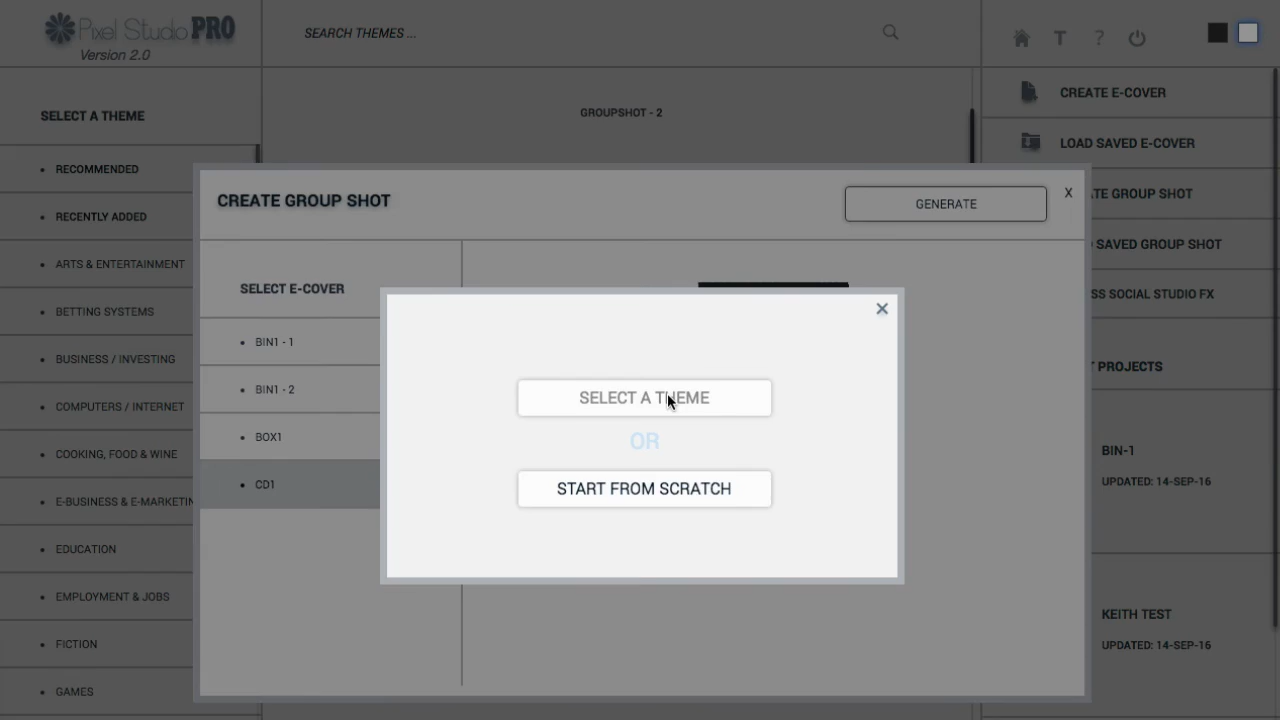 Pixel Studio PRO
Version 2.0
SEARCH THEMES ...
T
?
SELECT A THEME
RECOMMENDED
RECENTLY ADDED
ARTS & ENTERTAINMENT
BETTING SYSTEMS
BUSINESS / INVESTING
COMPUTERS / INTERNET
COOKING, FOOD & WINE
E-BUSINESS & E-MARKETIN
EDUCATION
EMPLOYMENT & JOBS
FICTION
GAMES
GROUPSHOT - 2
CREATE GROUP SHOT
GENERATE
X
SELECT E-COVER
BIN1 - 1
BIN1 - 2
BOX1
CD1
SELECT A THEME
OR
START FROM SCRATCH
CREATE E-COVER
LOAD SAVED E-COVER
TE GROUP SHOT
SAVED GROUP SHOT
SS SOCIAL STUDIO FX
PROJECTS
BIN-1
UPDATED: 14-SEP-16
KEITH TEST
UPDATED: 14-SEP-16